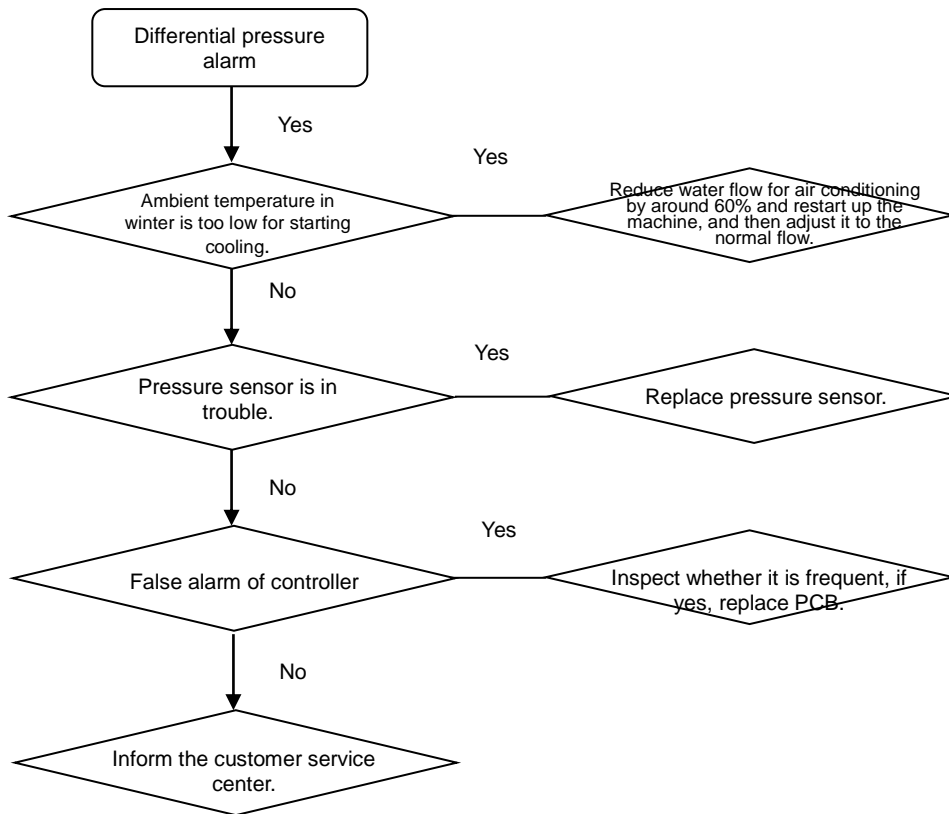 Differential pressure
alarm
Yes
Yes
Ambient temperature in
winter is too low for starting
cooling.
Reduce water flow for air conditioning
by around 60% and restart up the
machine, and then adjust it to the
normal flow.
No
Yes
Pressure sensor is in
trouble.
Replace pressure sensor.
No
Yes
False alarm of controller
Inspect whether it is frequent, if
yes, replace PCB.
No
Inform the customer service
center.